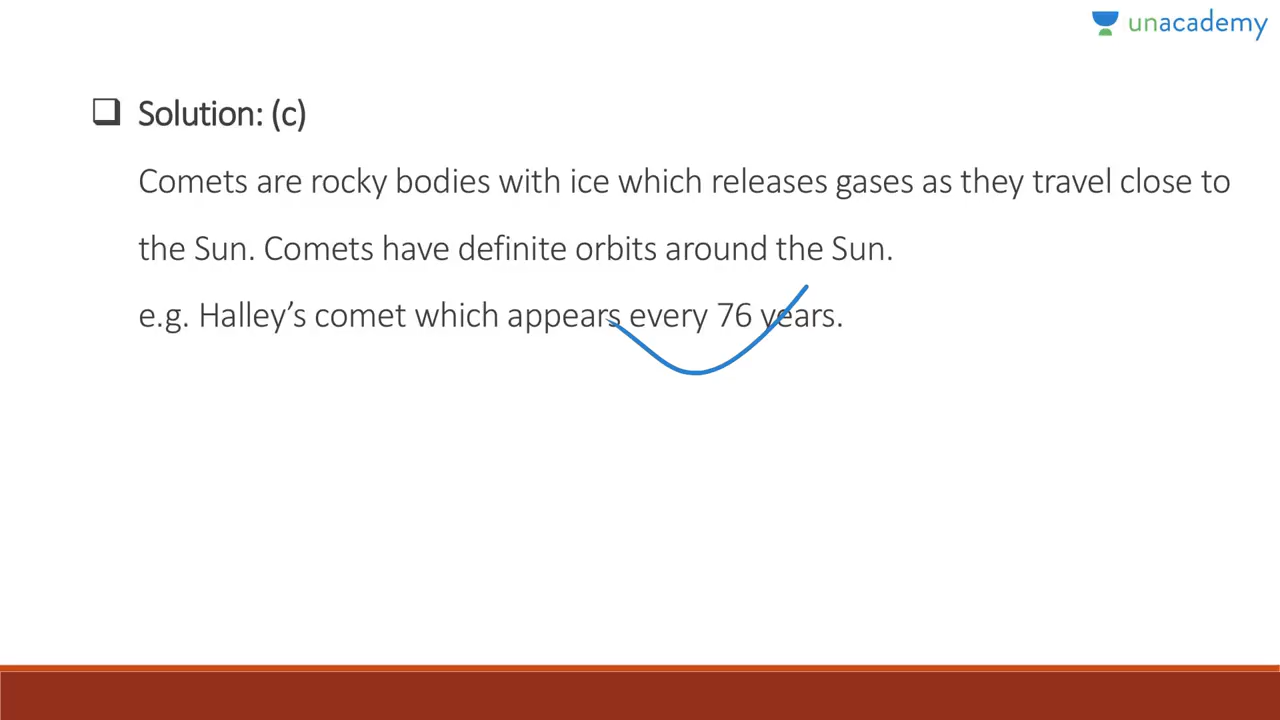 unacademy
Solution: (c)
Comets are rocky bodies with ice which releases gases as they travel close to
the Sun. Comets have definite orbits around the Sun.
e.g. Halley’s comet which appears every 76 years.